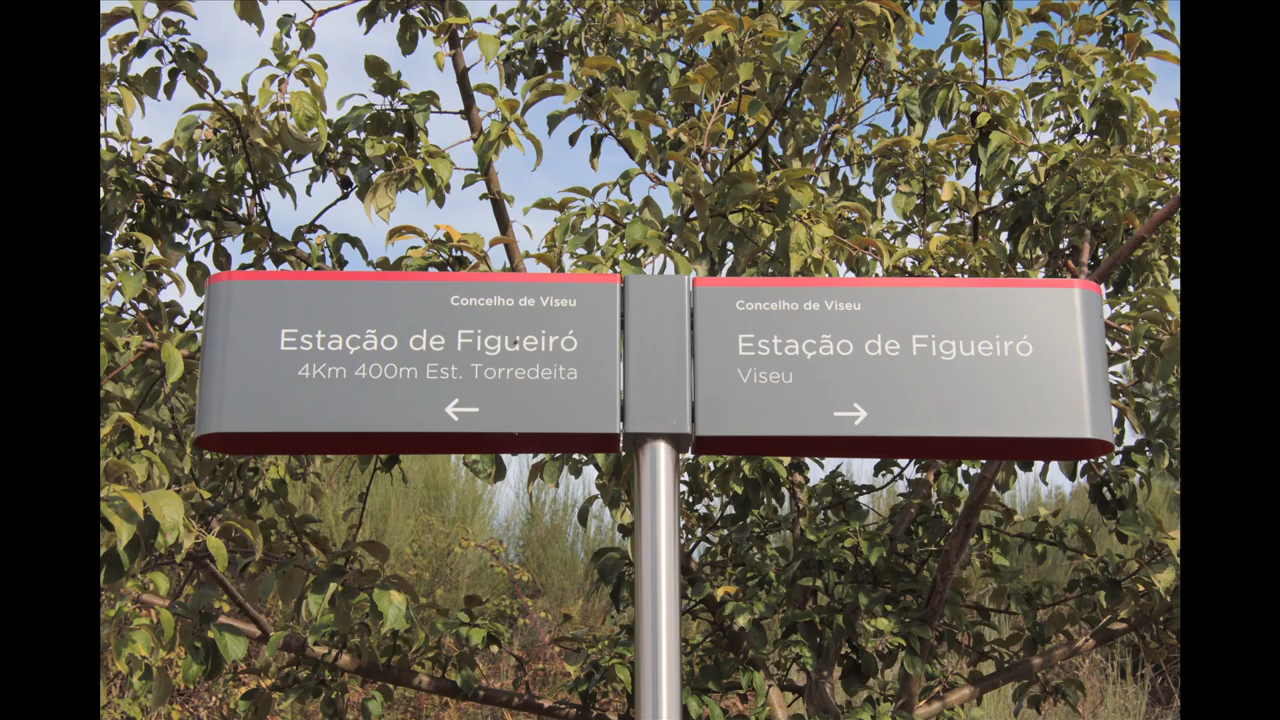 Concelho de Viseu
Estação de Figueiró
4Km 400m Est. Torredeita
←
Concelho de Viseu
Estação de Figueiró
Viseu
→